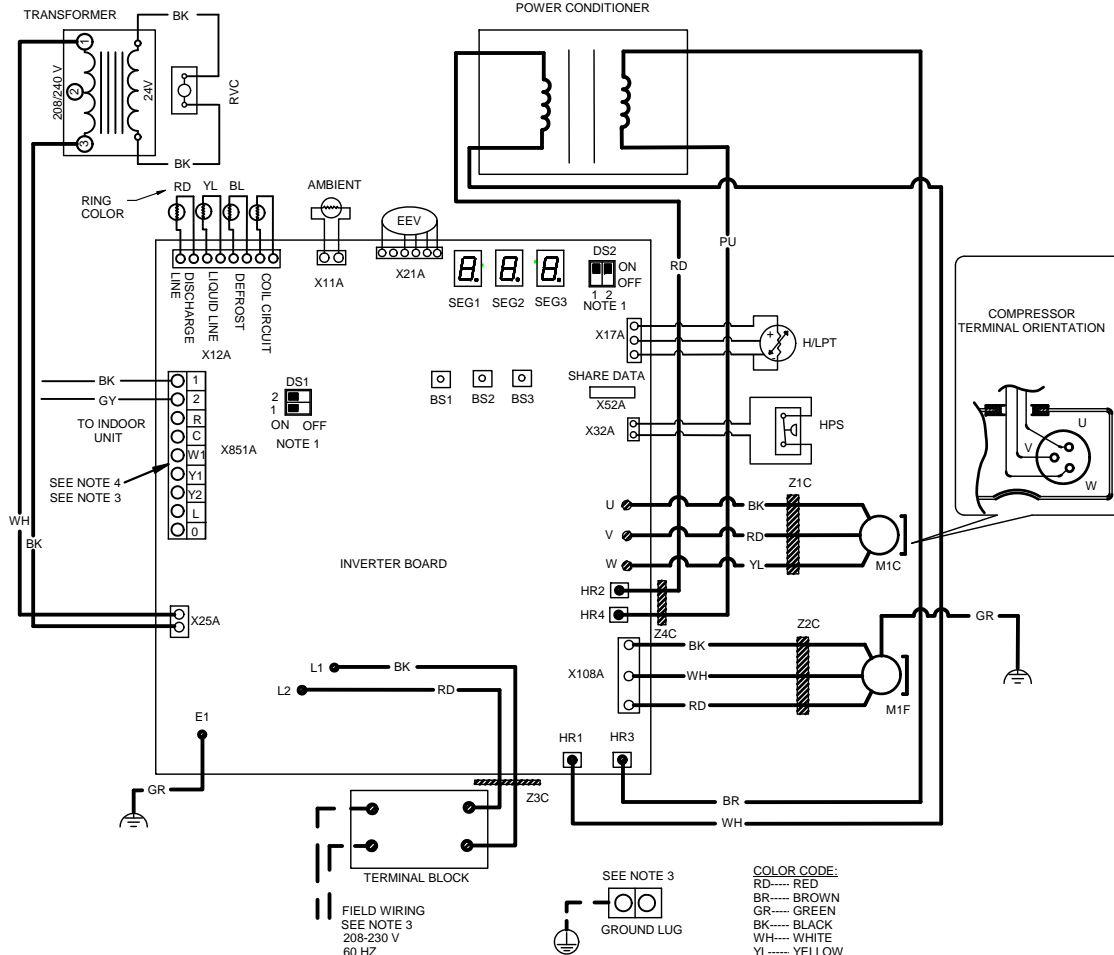 TRANSFORMER
BK
POWER CONDITIONER
1
208/240 V
2
24V
3
RVC
BK
RING
COLOR
RD
YL
BL
AMBIENT
EEV
X11A
X21A
SEG1
SEG2
SEG3
DS2
ON
OFF
1 2
NOTE 1
RD
PU
DISCHARGE
LINE
LIQUID LINE
DEFROST
COIL CIRCUIT
X12A
X17A
+
-
H/LPT
SHARE DATA
X52A
X32A
HPS
COMPRESSOR
TERMINAL ORIENTATION
U
V
W
BK
GY
TO INDOOR
UNIT
1
2
R
C
W1
Y1
Y2
L
0
X851A
DS1
2
1
ON
OFF
NOTE 1
BS1
BS2
BS3
SEE NOTE 4
SEE NOTE 3
WH
BK
Z1C
U
BK
V
RD
W
YL
M1C
INVERTER BOARD
HR2
HR4
Z4C
X25A
Z2C
GR
BK
X108A
WH
RD
M1F
L1
BK
L2
RD
E1
GR
HR1
HR3
Z3C
BR
WH
TERMINAL BLOCK
FIELD WIRING
SEE NOTE 3
208-230 V
60 HZ
SEE NOTE 3
GROUND LUG
COLOR CODE:
RD----- RED
BR----- BROWN
GR---- GREEN
BK----- BLACK
WH---- WHITE
YL----- YELLOW